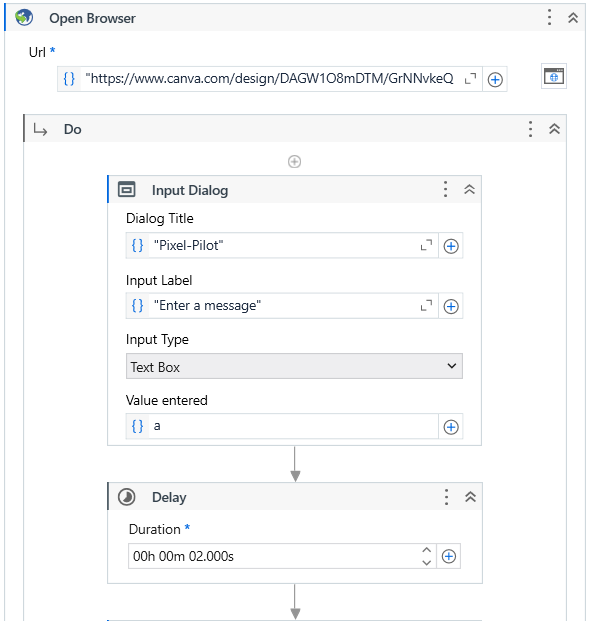 Open Browser
Url *
"https://www.canva.com/design/DAGW1O8mDTM/GrNNvkeQ
Do
Input Dialog
Dialog Title
"Pixel-Pilot"
Input Label
"Enter a message"
Input Type
Text Box
Value entered
a
Delay
Duration *
00h 00m 02.000s